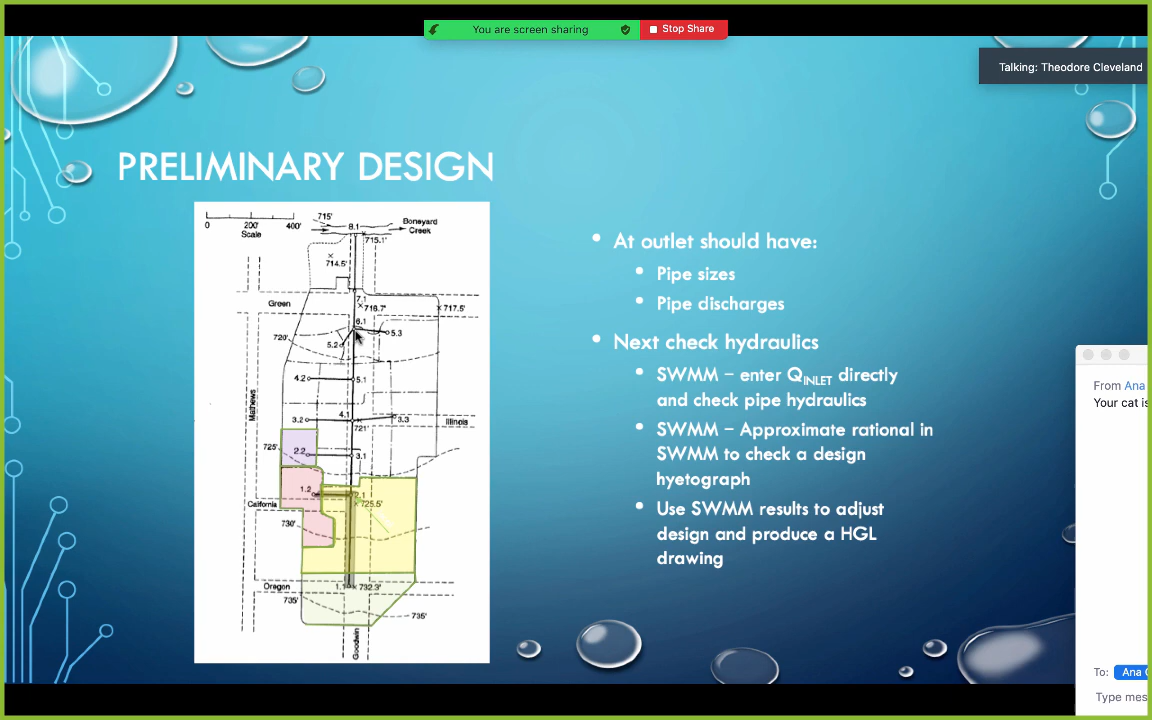 You are screen sharing
Stop Share
Talking: Theodore Cleveland
PRELIMINARY DESIGN
0 200' 400'
Scale
715'
8.1
Boneyard
Creek
715.1'
714.5'
Green
7.1
716.7'
717.5'
6.1
720'
5.2
5.3
4.2
5.1
Mathews
3.2
4.1
3.3
721'
Illinois
725'
2.2
3.1
1.2
2.1
California
725.5'
730'
Oregon
1.1
732.3'
735'
735'
Goodwin
• At outlet should have:
• Pipe sizes
• Pipe discharges
• Next check hydraulics
• SWMM – enter QINLET directly
and check pipe hydraulics
• SWMM – Approximate rational in
SWMM to check a design
hyetograph
• Use SWMM results to adjust
design and produce a HGL
drawing
From Ana
Your cat is
To: Ana
Type mes